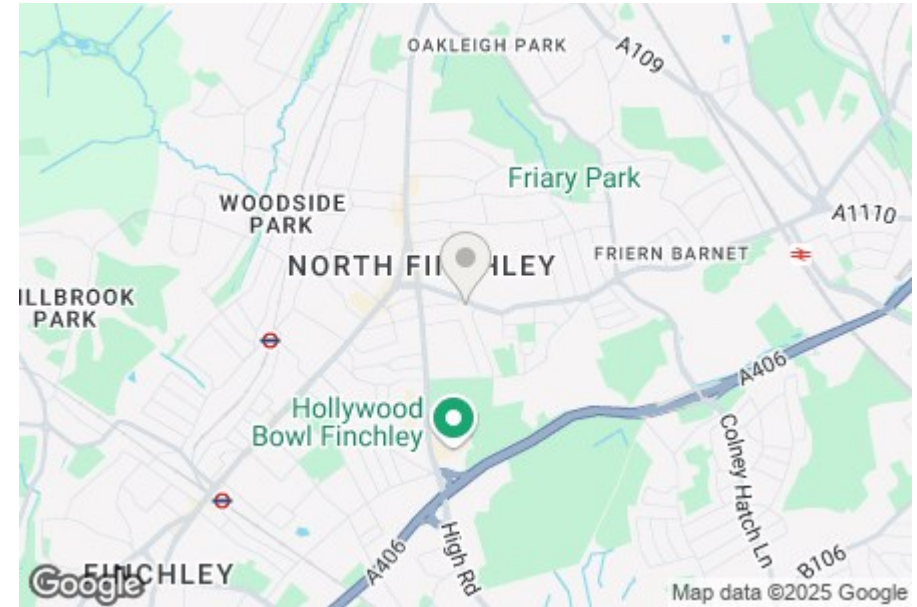 OAKLEIGH PARK
A109
Friary Park
WOODSIDE
PARK
A1110
NORTH FI HLEY
FRIERN BARNET
ILLBROOK
PARK
A406
Hollywood
Bowl Finchley
Colney Hatch Ln
High Rd
A406
B106
FINCHLEY
Google
Map data ©2025 Google